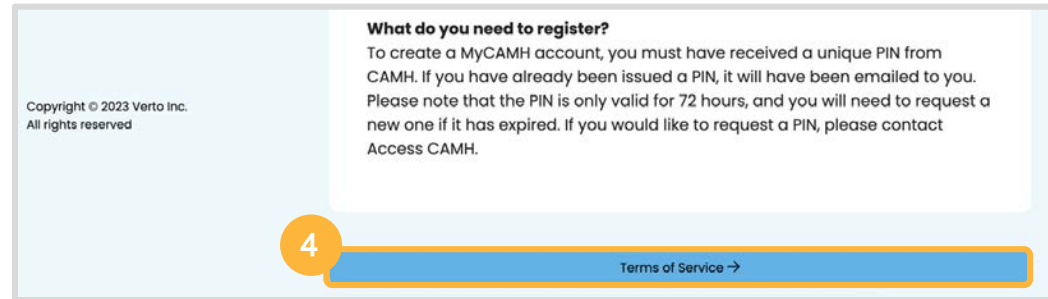 What do you need to register?
To create a MyCAMH account, you must have received a unique PIN from
CAMH. If you have already been issued a PIN, it will have been emailed to you.
Please note that the PIN is only valid for 72 hours, and you will need to request a
new one if it has expired. If you would like to request a PIN, please contact
Access CAMH.
Copyright © 2023 Verto Inc.
All rights reserved
4
Terms of Service →